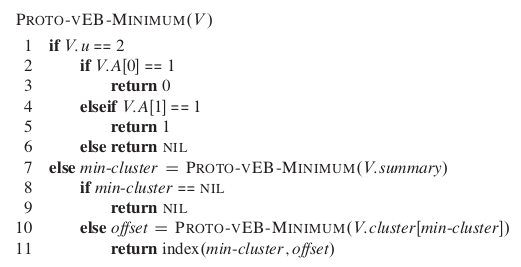 PROTO-VEB-MINIMUM(V)
1 if V.u == 2
2 if V.A[0] == 1
3 return 0
4 elseif V.A[1] == 1
5 return 1
6 else return NIL
7 else min-cluster = PROTO-VEB-MINIMUM(V.summary)
8 if min-cluster == NIL
9 return NIL
10 else offset = PROTO-VEB-MINIMUM(V.cluster[min-cluster])
11 return index(min-cluster, offset)